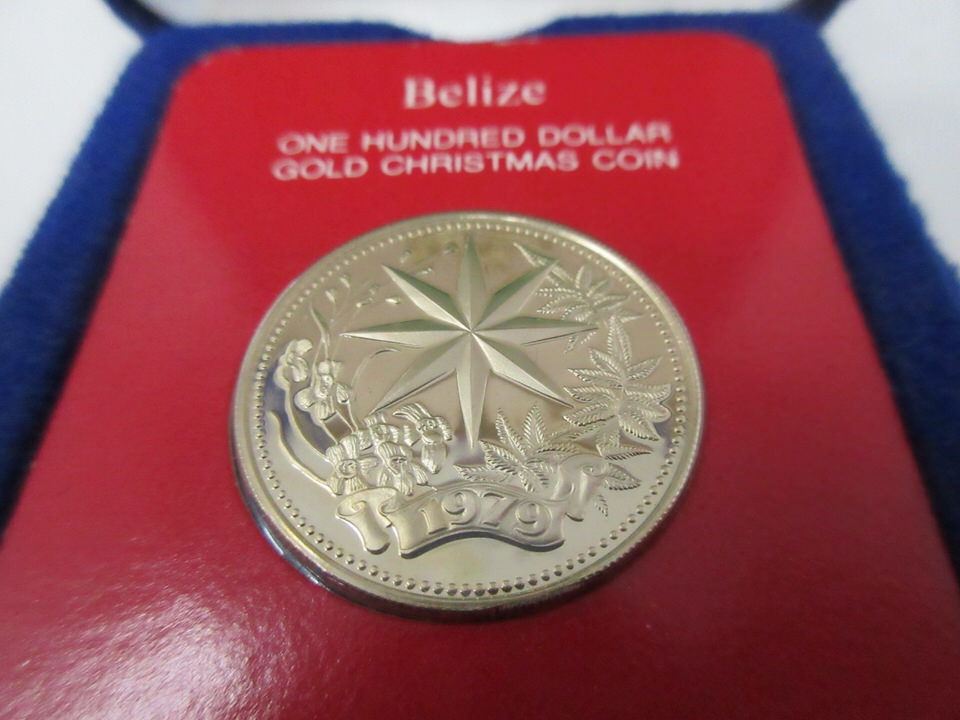 Belize
ONE HUNDRED DOLLAR
GOLD CHRISTMAS COIN
1979